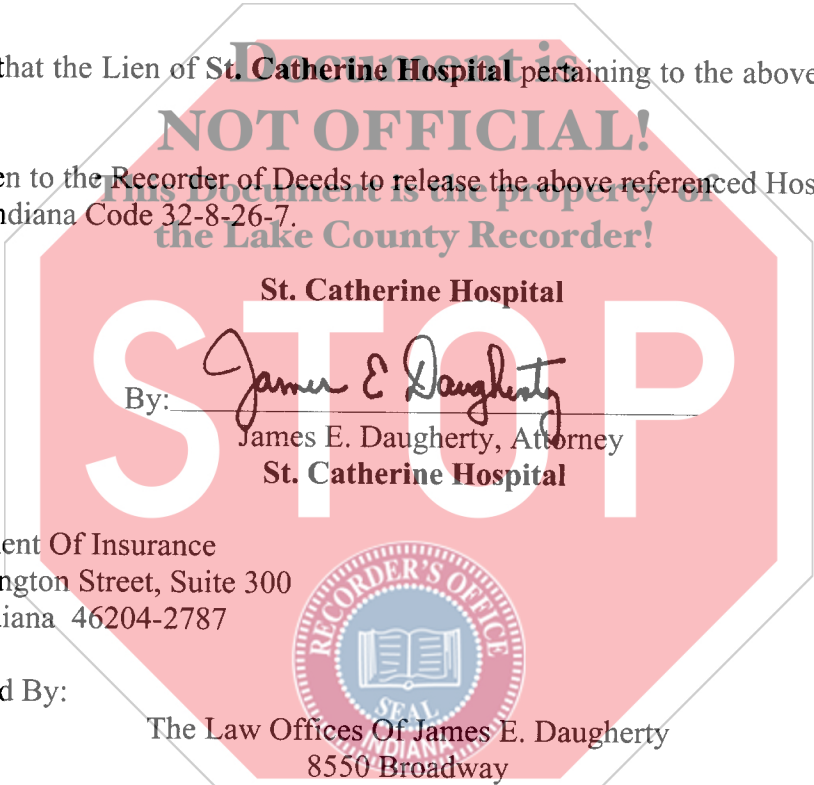 that the Lien of St. Catherine Hospital pertaining to the above
Document is
NOT OFFICIAL!
en to the Recorder of Deeds to release the above referenced Hos
This Document is the property of
ndiana Code 32-8-26-7.
the Lake County Recorder!
St. Catherine Hospital
STOP
James E Daugherty
By:
James E. Daugherty, Attorney
St. Catherine Hospital
ent Of Insurance
ngton Street, Suite 300
iana 46204-2787
RECORDER'S OFFICE
SEAL
INDIANA
d By:
The Law Offices Of James E. Daugherty
8550 Broadway